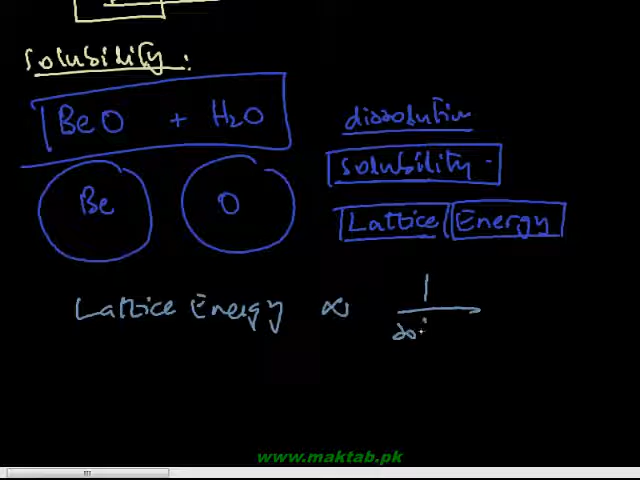 Solubility:
BeO + H₂O
dissolution
solubility
Be O
Lattice Energy
Lattice Energy ∝ 1
www.maktab.pk